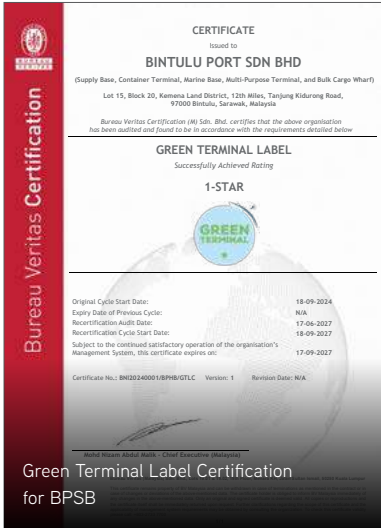 BUREAU
VERITAS
Bureau Veritas Certification
CERTIFICATE
Issued to
BINTULU PORT SDN BHD
(Supply Base, Container Terminal, Marine Base, Multi-Purpose Terminal, and Bulk Cargo Wharf)
Lot 15, Block 20, Kemena Land District, 12th Miles, Tanjung Kidurong Road,
97000 Bintulu, Sarawak, Malaysia
Bureau Veritas Certification (M) Sdn. Bhd. certifies that the above organisation
has been audited and found to be in accordance with the requirements detailed below
GREEN TERMINAL LABEL
Successfully Achieved Rating
1-STAR
GREEN
TERMINAL
Original Cycle Start Date: 18-09-2024
Expiry Date of Previous Cycle: N/A
Recertification Audit Date: 17-06-2027
Recertification Cycle Start Date: 18-09-2027
Subject to the continued satisfactory operation of the organisation's
Management System, this certificate expires on: 17-09-2027
Certificate No.: BNI20240001/BPHB/GTLC Version: 1 Revision Date: N/A
Mohd Nizam Abdul Malik - Chief Executive (Malaysia)
Green Terminal Label Certification
for BPSB